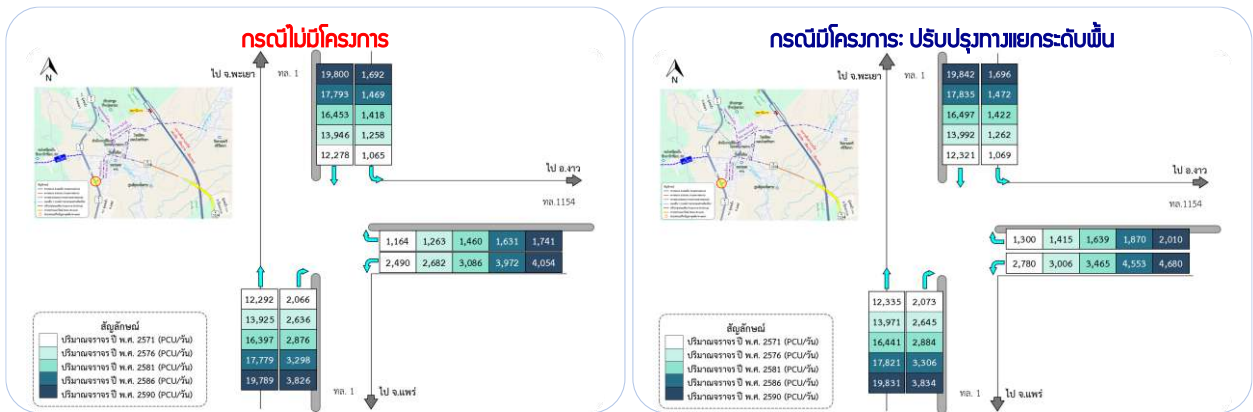 กรณีไม่มีโครงการ
N
ไป จ.พะเยา
ทล. 1
19,800 1,692
17,793 1,469
16,453 1,418
13,946 1,258
12,278 1,065
ไป อ.งาว
ทล.1154
1,164 1,263 1,460 1,631 1,741
2,490 2,682 3,086 3,972 4,054
12,292 2,066
13,925 2,636
16,397 2,876
17,779 3,298
19,789 3,826
ทล. 1
ไป จ.แพร่
สัญลักษณ์
ปริมาณจราจร ปี พ.ศ. 2571 (PCU/วัน)
ปริมาณจราจร ปี พ.ศ. 2576 (PCU/วัน)
ปริมาณจราจร ปี พ.ศ. 2581 (PCU/วัน)
ปริมาณจราจร ปี พ.ศ. 2586 (PCU/วัน)
ปริมาณจราจร ปี พ.ศ. 2590 (PCU/วัน)
กรณีมีโครงการ: ปรับปรุงทางแยกระดับพื้น
N
ไป จ.พะเยา
ทล. 1
19,842 1,696
17,835 1,472
16,497 1,422
13,992 1,262
12,321 1,069
ไป อ.งาว
ทล.1154
1,300 1,415 1,639 1,870 2,010
2,780 3,006 3,465 4,553 4,680
12,335 2,073
13,971 2,645
16,441 2,884
17,821 3,306
19,831 3,834
ทล. 1
ไป จ.แพร่
สัญลักษณ์
ปริมาณจราจร ปี พ.ศ. 2571 (PCU/วัน)
ปริมาณจราจร ปี พ.ศ. 2576 (PCU/วัน)
ปริมาณจราจร ปี พ.ศ. 2581 (PCU/วัน)
ปริมาณจราจร ปี พ.ศ. 2586 (PCU/วัน)
ปริมาณจราจร ปี พ.ศ. 2590 (PCU/วัน)